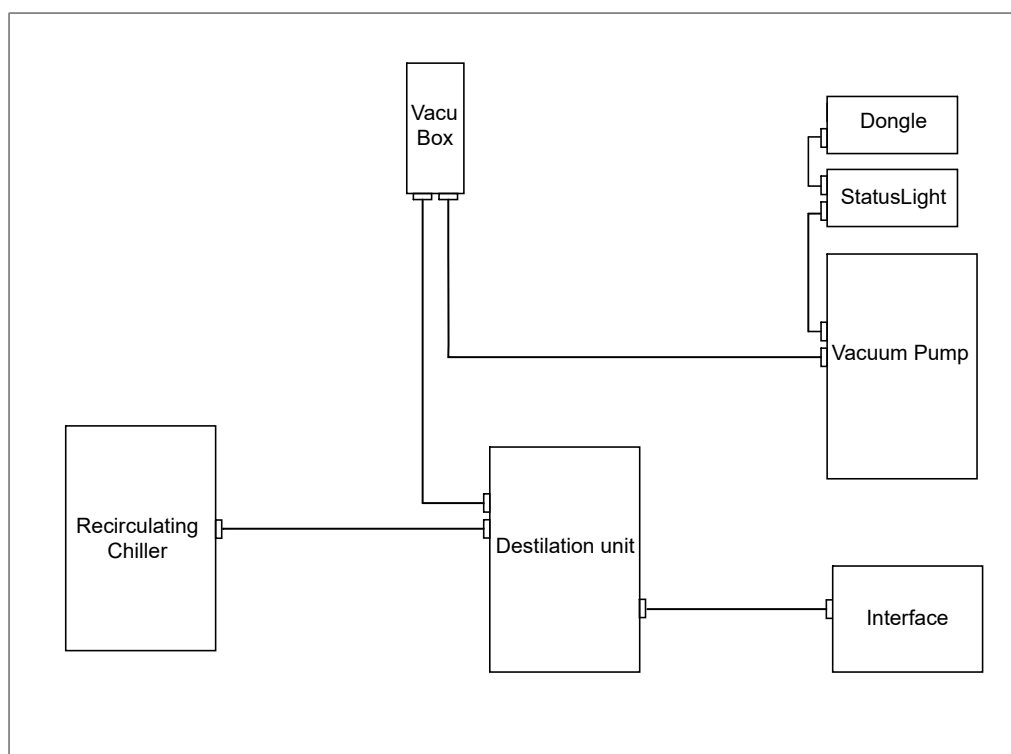 Vacu
Box
Dongle
StatusLight
Vacuum Pump
Recirculating
Chiller
Destilation unit
Interface